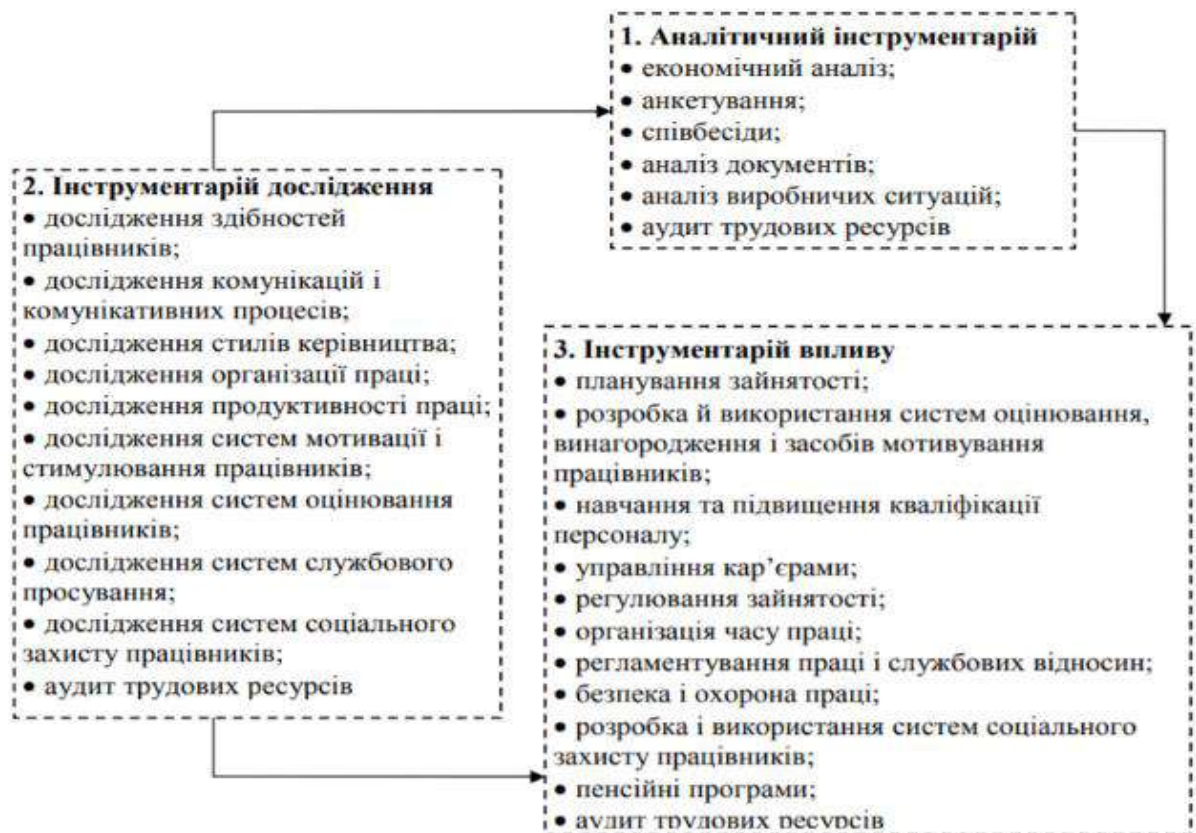 1. Аналітичний інструментарій
• економічний аналіз;
• анкетування;
• співбесіди;
• аналіз документів;
• аналіз виробничих ситуацій;
• аудит трудових ресурсів
2. Інструментарій дослідження
• дослідження здібностей
працівників;
• дослідження комунікацій і
комунікативних процесів;
• дослідження стилів керівництва;
• дослідження організації праці;
• дослідження продуктивності праці;
• дослідження систем мотивації і
стимулювання працівників;
• дослідження систем оцінювання
працівників;
• дослідження систем службового
просування;
• дослідження систем соціального
захисту працівників;
• аудит трудових ресурсів
3. Інструментарій впливу
• планування зайнятості;
• розробка й використання систем оцінювання,
винагородження і засобів мотивування
працівників;
• навчання та підвищення кваліфікації
персоналу;
• управління кар’єрами;
• регулювання зайнятості;
• організація часу праці;
• регламентування праці і службових відносин;
• безпека і охорона праці;
• розробка і використання систем соціального
захисту працівників;
• пенсійні програми;
• аудит трудових ресурсів